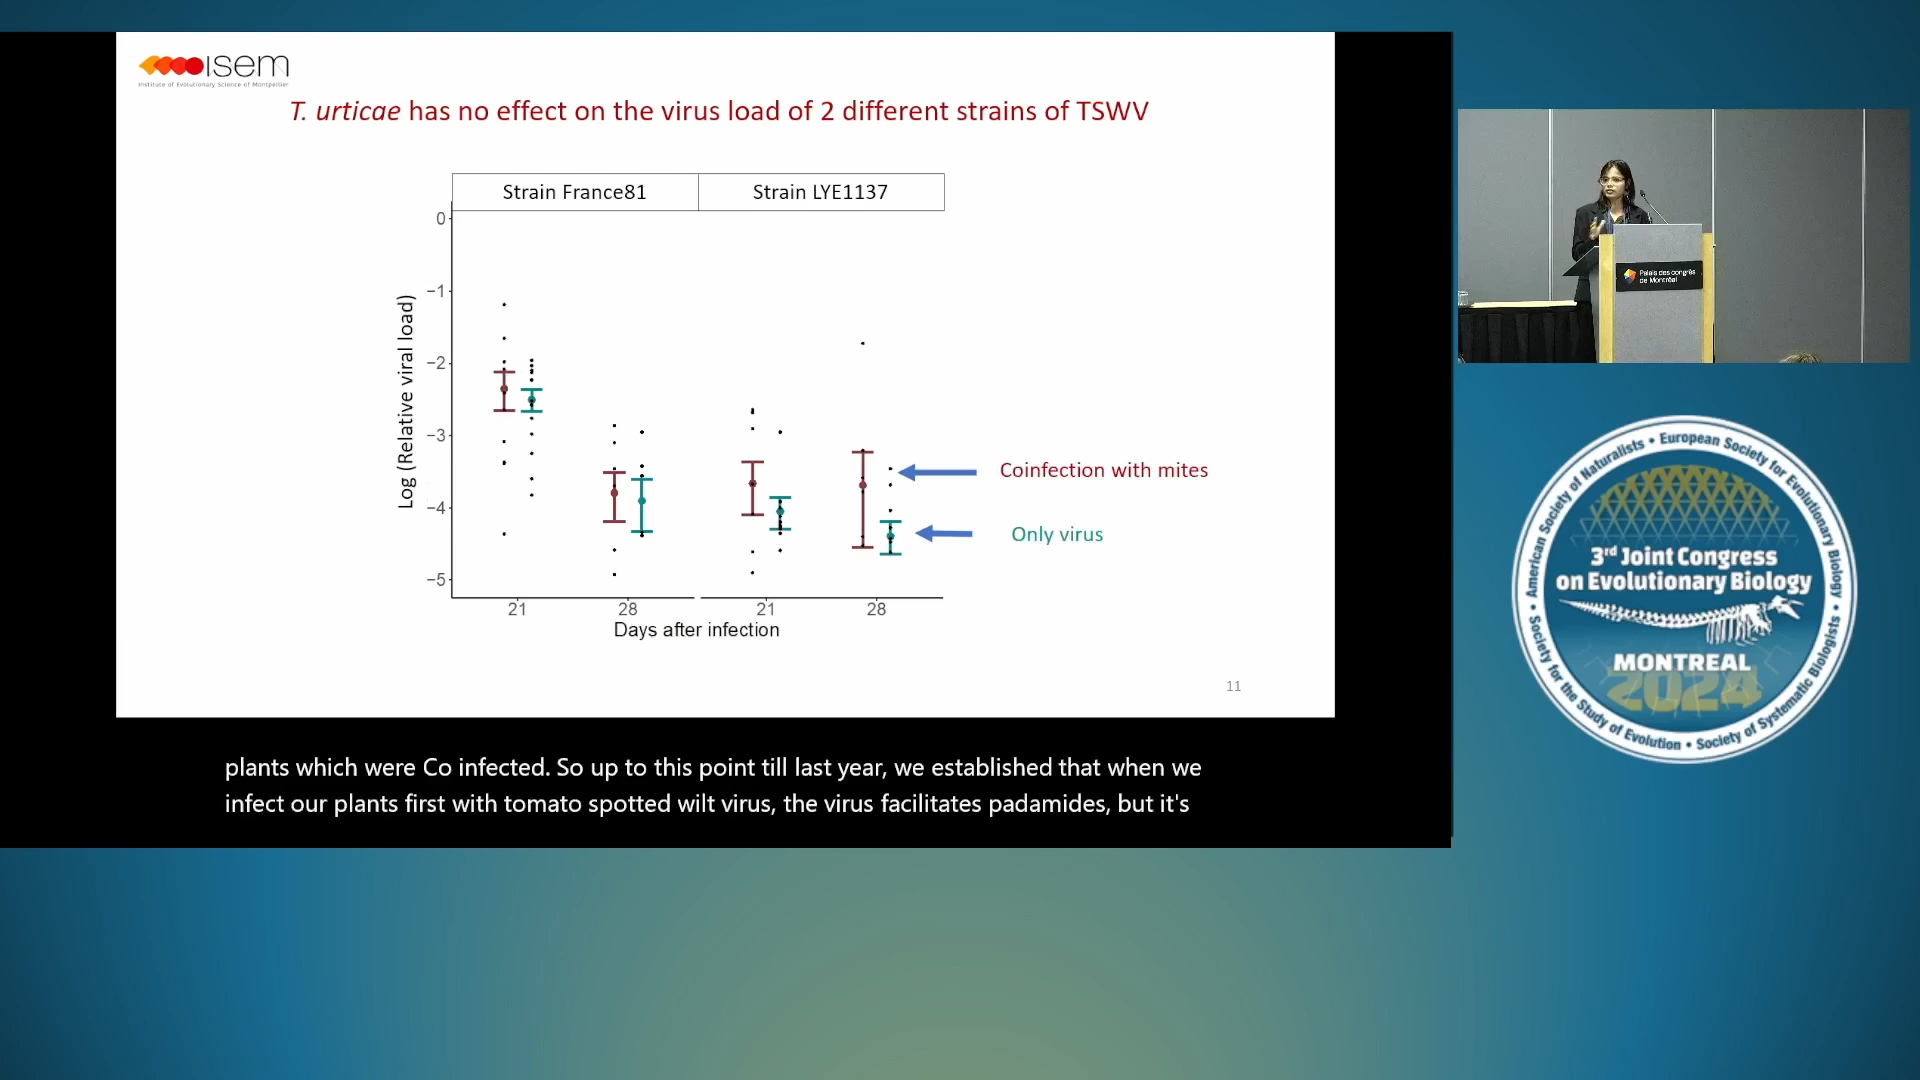 isem
Institute of Evolutionary Science of Montpellier
T. urticae has no effect on the virus load of 2 different strains of TSWV
Strain France81
Strain LYE1137
Log (Relative viral load)
0
−1
−2
−3
−4
−5
21
28
21
28
Days after infection
Coinfection with mites
Only virus
11
plants which were Co infected. So up to this point till last year, we established that when we
infect our plants first with tomato spotted wilt virus, the virus facilitates padamides, but it's
Palais des congrès
de Montréal
American Society of Naturalists • European Society for Evolutionary Biology •
Society for the Study of Evolution • Society of Systematic Biologists •
3rd Joint Congress
on Evolutionary Biology
MONTREAL
2024